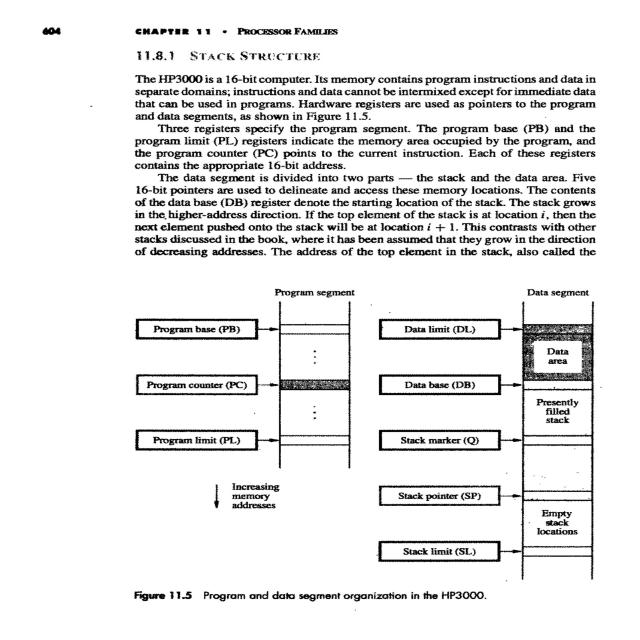 604
CHAPTER 11 • PROCESSOR FAMILIES
11.8.1 STACK STRUCTURE
The HP3000 is a 16-bit computer. Its memory contains program instructions and data in
separate domains; instructions and data cannot be intermixed except for immediate data
that can be used in programs. Hardware registers are used as pointers to the program
and data segments, as shown in Figure 11.5.
Three registers specify the program segment. The program base (PB) and the
program limit (PL) registers indicate the memory area occupied by the program, and
the program counter (PC) points to the current instruction. Each of these registers
contains the appropriate 16-bit address.
The data segment is divided into two parts — the stack and the data area. Five
16-bit pointers are used to delineate and access these memory locations. The contents
of the data base (DB) register denote the starting location of the stack. The stack grows
in the higher-address direction. If the top element of the stack is at location i, then the
next element pushed onto the stack will be at location i + 1. This contrasts with other
stacks discussed in the book, where it has been assumed that they grow in the direction
of decreasing addresses. The address of the top element in the stack, also called the
Program segment
Program base (PB)
Program counter (PC)
Program limit (PL)
Increasing
memory
addresses
Data segment
Data limit (DL)
Data
area
Data base (DB)
Presently
filled
stack
Stack marker (Q)
Stack pointer (SP)
Empty
stack
locations
Stack limit (SL)
Figure 11.5 Program and data segment organization in the HP3000.